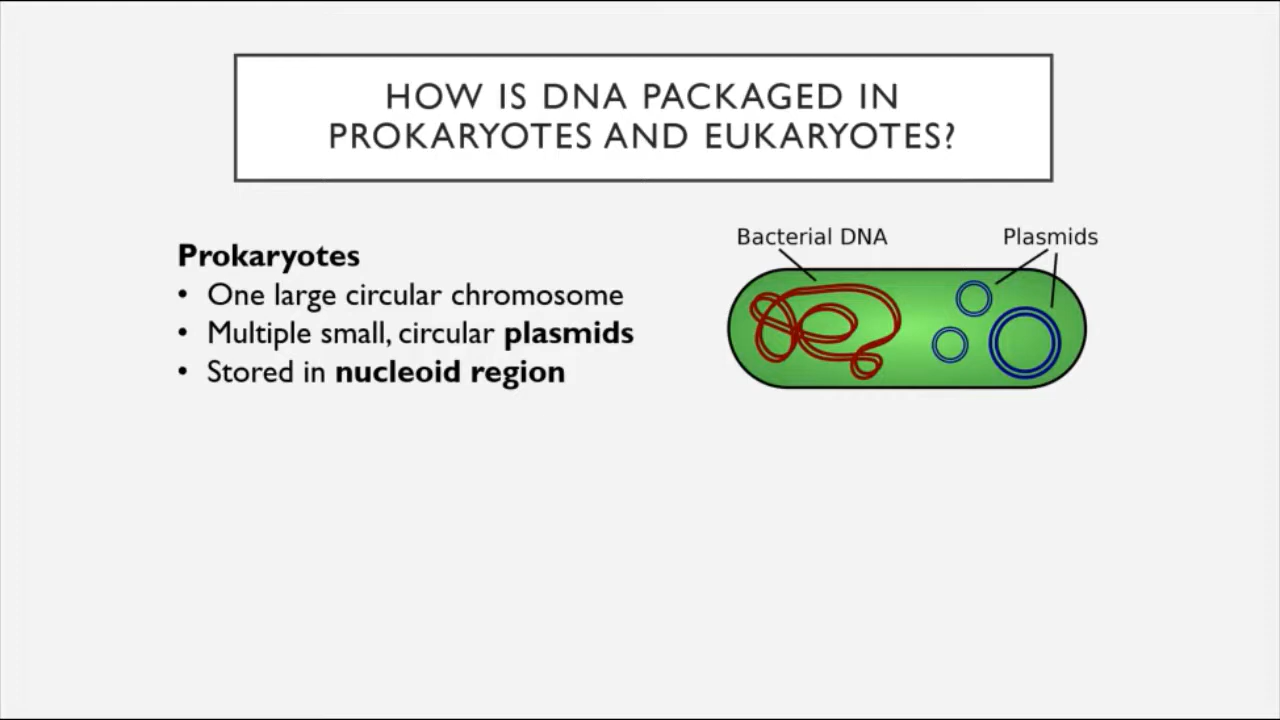 HOW IS DNA PACKAGED IN
PROKARYOTES AND EUKARYOTES?
Prokaryotes
• One large circular chromosome
• Multiple small, circular plasmids
• Stored in nucleoid region
Bacterial DNA
Plasmids